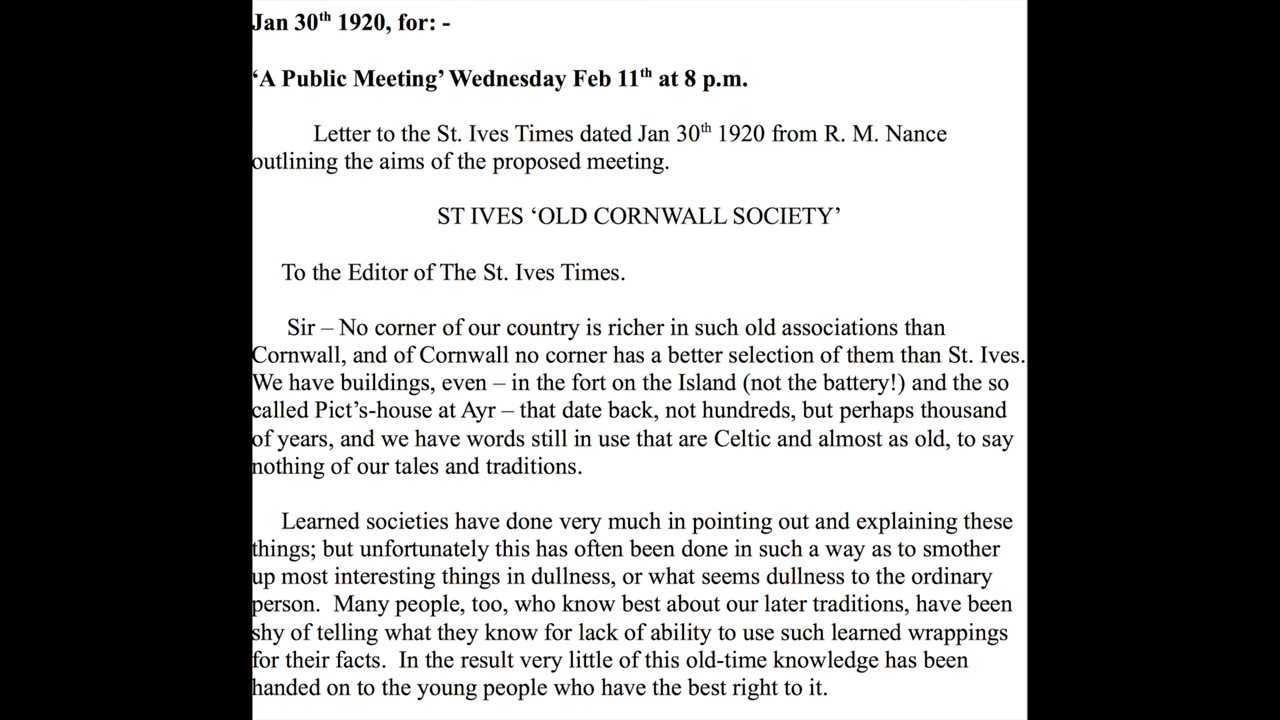 Jan 30th 1920, for: -
‘A Public Meeting’ Wednesday Feb 11th at 8 p.m.
Letter to the St. Ives Times dated Jan 30th 1920 from R. M. Nance
outlining the aims of the proposed meeting.
ST IVES ‘OLD CORNWALL SOCIETY’
To the Editor of The St. Ives Times.
Sir – No corner of our country is richer in such old associations than
Cornwall, and of Cornwall no corner has a better selection of them than St. Ives.
We have buildings, even – in the fort on the Island (not the battery!) and the so
called Pict’s-house at Ayr – that date back, not hundreds, but perhaps thousand
of years, and we have words still in use that are Celtic and almost as old, to say
nothing of our tales and traditions.
Learned societies have done very much in pointing out and explaining these
things; but unfortunately this has often been done in such a way as to smother
up most interesting things in dullness, or what seems dullness to the ordinary
person.  Many people, too, who know best about our later traditions, have been
shy of telling what they know for lack of ability to use such learned wrappings
for their facts.  In the result very little of this old-time knowledge has been
handed on to the young people who have the best right to it.